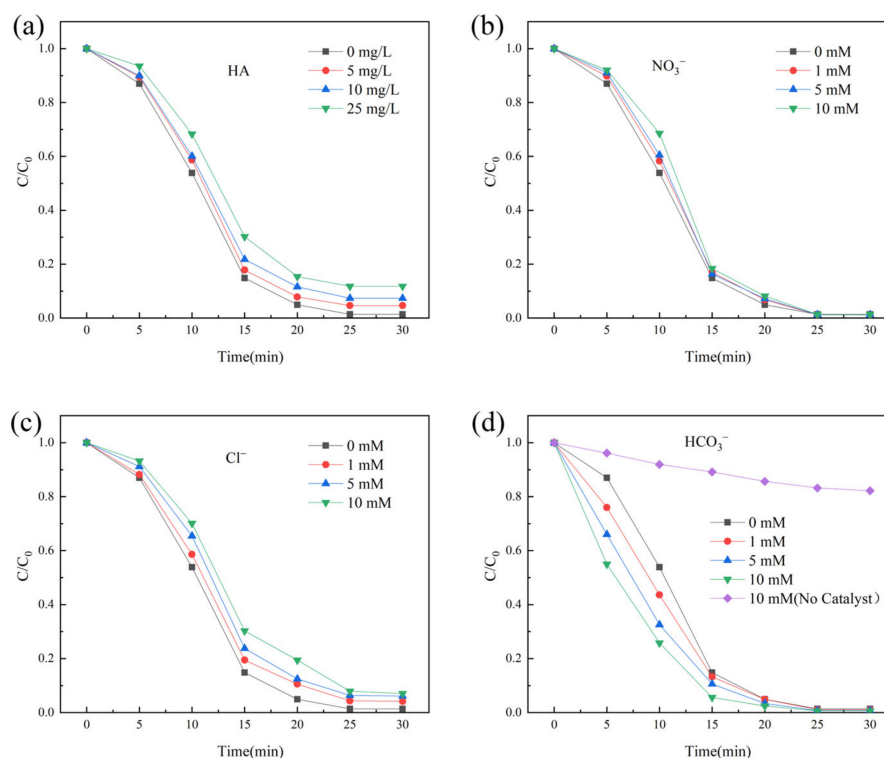 (a)
HA
0 mg/L
5 mg/L
10 mg/L
25 mg/L
C/C₀
1.0
0.8
0.6
0.4
0.2
0.0
0 5 10 15 20 25 30
Time(min)
(b)
NO₃⁻
0 mM
1 mM
5 mM
10 mM
C/C₀
1.0
0.8
0.6
0.4
0.2
0.0
0 5 10 15 20 25 30
Time(min)
(c)
Cl⁻
0 mM
1 mM
5 mM
10 mM
C/C₀
1.0
0.8
0.6
0.4
0.2
0.0
0 5 10 15 20 25 30
Time(min)
(d)
HCO₃⁻
0 mM
1 mM
5 mM
10 mM
10 mM(No Catalyst）
C/C₀
1.0
0.8
0.6
0.4
0.2
0.0
0 5 10 15 20 25 30
Time(min)